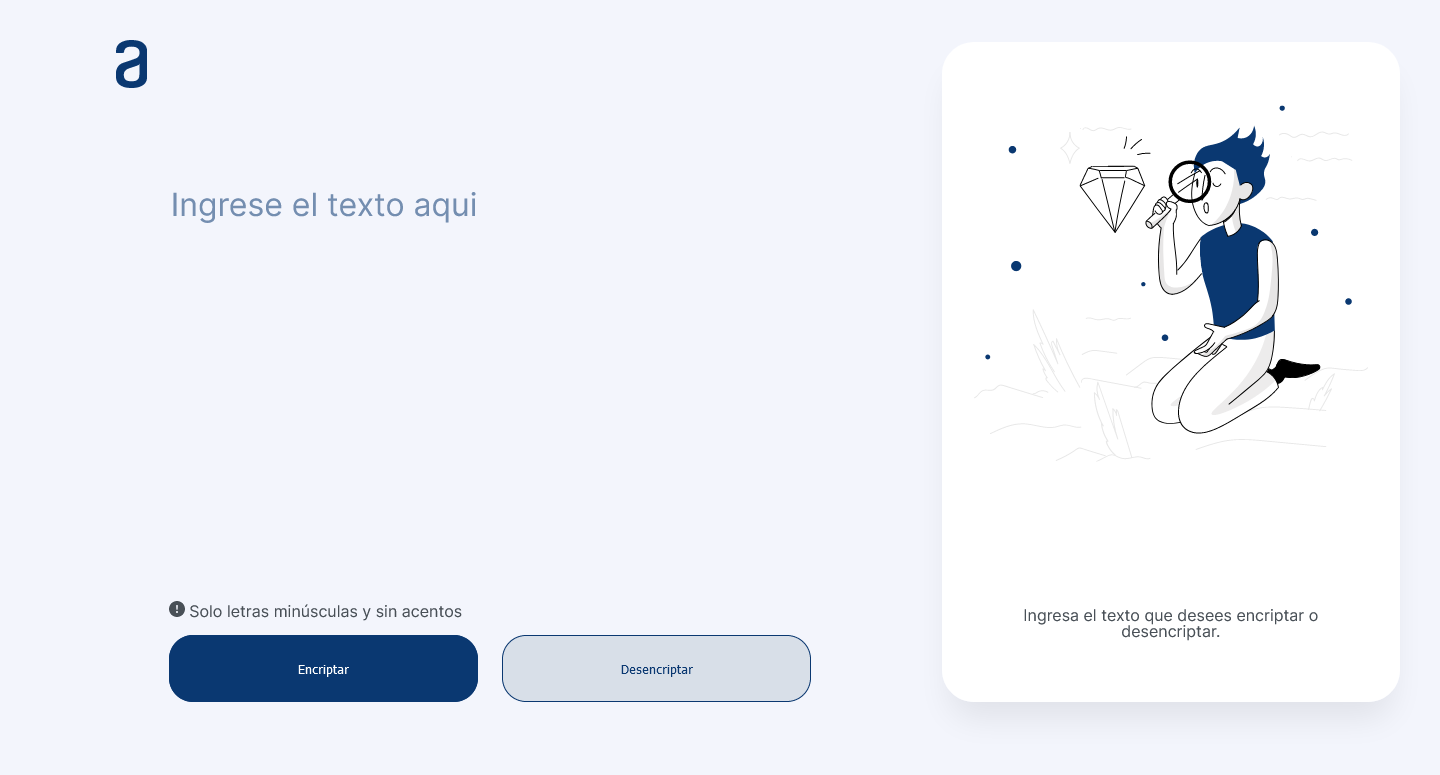 a
Ingrese el texto aqui
Solo letras minúsculas y sin acentos
Encriptar
Desencriptar
Ingresa el texto que desees encriptar o
desencriptar.